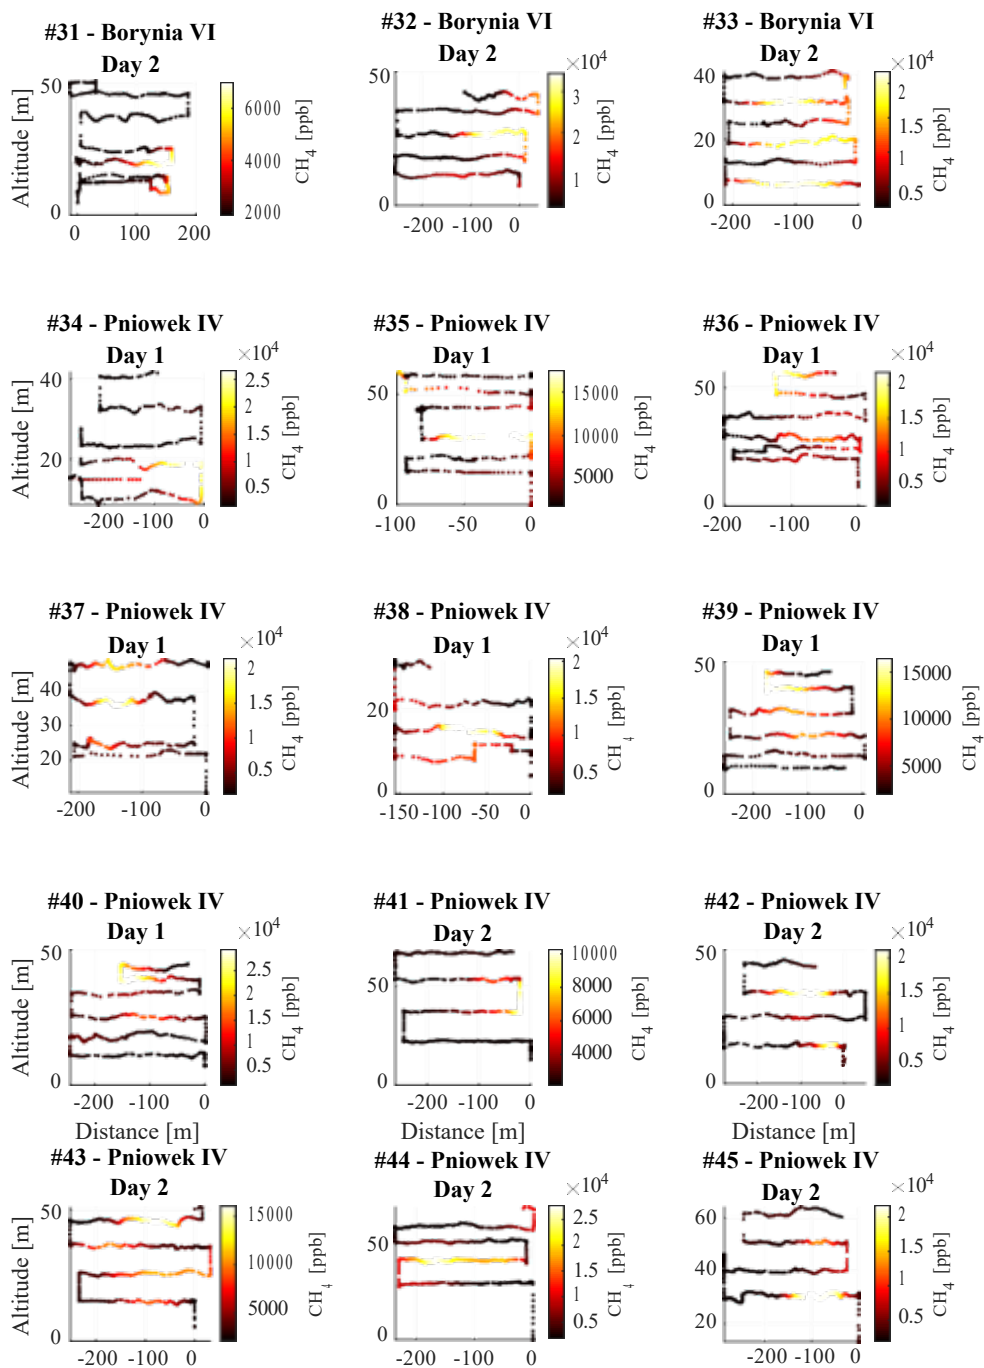 #31 - Borynia VI
Day 2
#32 - Borynia VI
Day 2
#33 - Borynia VI
Day 2
Altitude [m]
50
0
0 100 200
6000
4000
2000
CH4 [ppb]
50
0
-200 -100 0
×10^4
3
2
1
CH4 [ppb]
40
20
0
-200 -100 0
×10^4
2
1.5
1
0.5
CH4 [ppb]
#34 - Pniowek IV
Day 1
#35 - Pniowek IV
Day 1
#36 - Pniowek IV
Day 1
Altitude [m]
40
20
-200 -100 0
×10^4
2.5
2
1.5
1
0.5
CH4 [ppb]
50
0
-100 -50 0
15000
10000
5000
CH4 [ppb]
50
0
-200 -100 0
×10^4
2
1.5
1
0.5
CH4 [ppb]
#37 - Pniowek IV
Day 1
#38 - Pniowek IV
Day 1
#39 - Pniowek IV
Day 1
Altitude [m]
40
30
20
-200 -100 0
×10^4
2
1.5
1
0.5
CH4 [ppb]
20
0
-150 -100 -50 0
×10^4
2
1.5
1
0.5
CH4 [ppb]
50
0
-200 -100 0
15000
10000
5000
CH4 [ppb]
#40 - Pniowek IV
Day 1
#41 - Pniowek IV
Day 2
#42 - Pniowek IV
Day 2
Altitude [m]
50
0
-200 -100 0
Distance [m]
×10^4
2.5
2
1.5
1
0.5
CH4 [ppb]
50
0
-200 -100 0
10000
8000
6000
4000
CH4 [ppb]
50
0
-200 -100 0
Distance [m]
×10^4
2
1.5
1
0.5
CH4 [ppb]
#43 - Pniowek IV
Day 2
#44 - Pniowek IV
Day 2
#45 - Pniowek IV
Day 2
Altitude [m]
50
0
-200 -100 0
15000
10000
5000
CH4 [ppb]
50
0
-200 -100 0
×10^4
2.5
2
1.5
1
0.5
CH4 [ppb]
60
40
20
-200 -100 0
×10^4
2
1.5
1
0.5
CH4 [ppb]